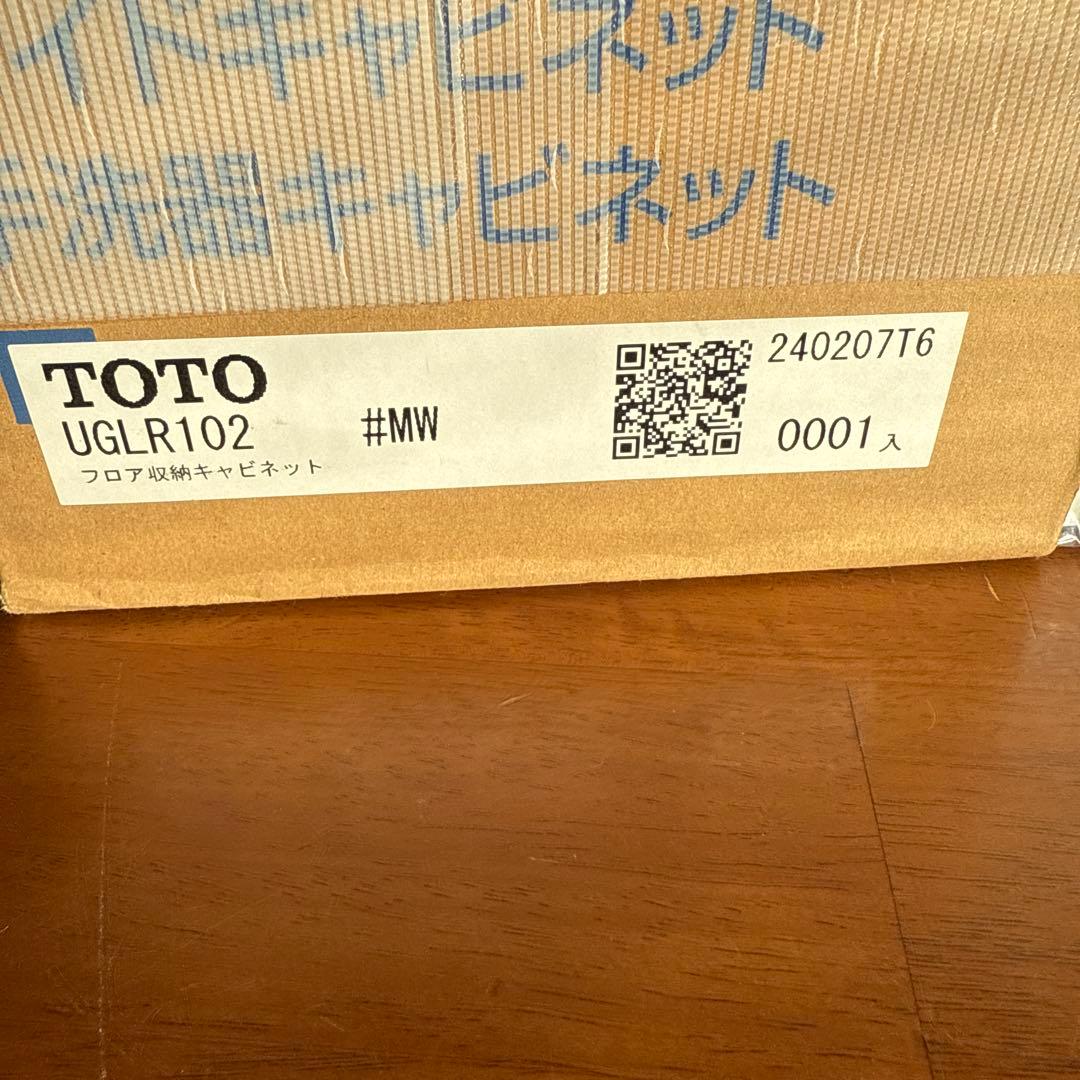 イドキャビネット
手洗器キャビネット
TOTO
UGLR102 #MW
フロア収納キャビネット
240207T6
0001入